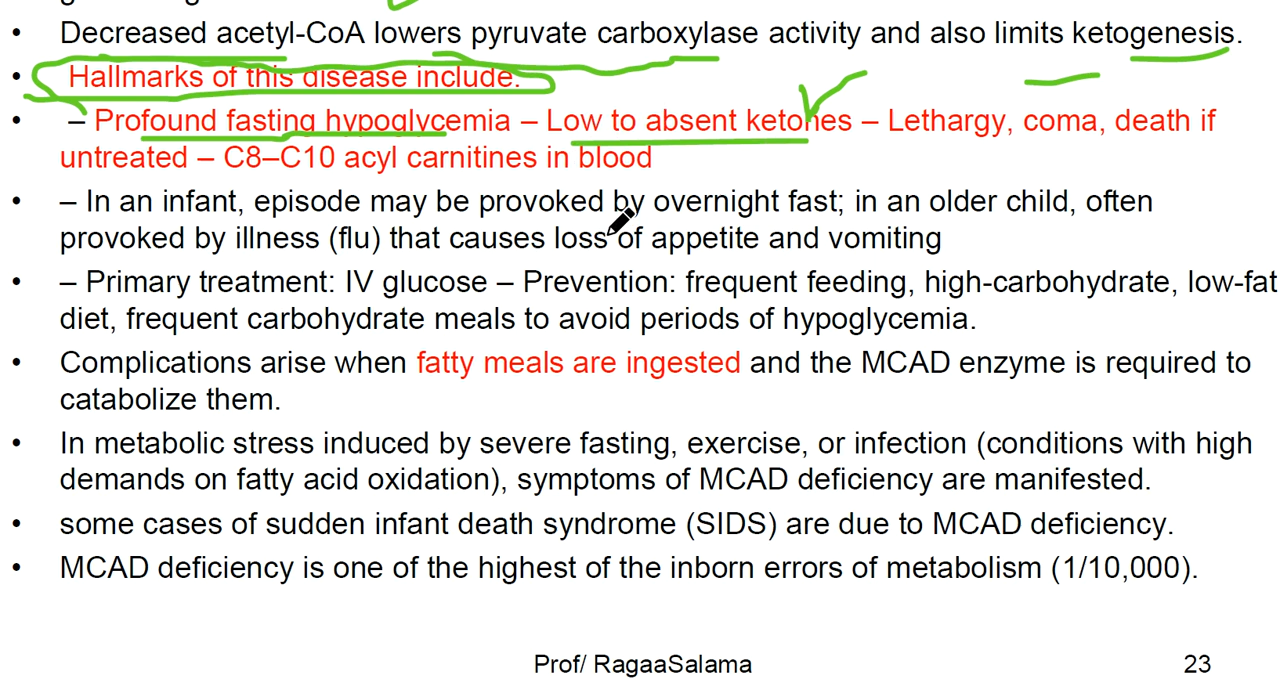 • Decreased acetyl-CoA lowers pyruvate carboxylase activity and also limits ketogenesis.
• Hallmarks of this disease include:
• – Profound fasting hypoglycemia – Low to absent ketones – Lethargy, coma, death if
untreated – C8–C10 acyl carnitines in blood
• – In an infant, episode may be provoked by overnight fast; in an older child, often
provoked by illness (flu) that causes loss of appetite and vomiting
• – Primary treatment: IV glucose – Prevention: frequent feeding, high-carbohydrate, low-fat
diet, frequent carbohydrate meals to avoid periods of hypoglycemia.
• Complications arise when fatty meals are ingested and the MCAD enzyme is required to
catabolize them.
• In metabolic stress induced by severe fasting, exercise, or infection (conditions with high
demands on fatty acid oxidation), symptoms of MCAD deficiency are manifested.
• some cases of sudden infant death syndrome (SIDS) are due to MCAD deficiency.
• MCAD deficiency is one of the highest of the inborn errors of metabolism (1/10,000).
Prof/ RagaaSalama 23